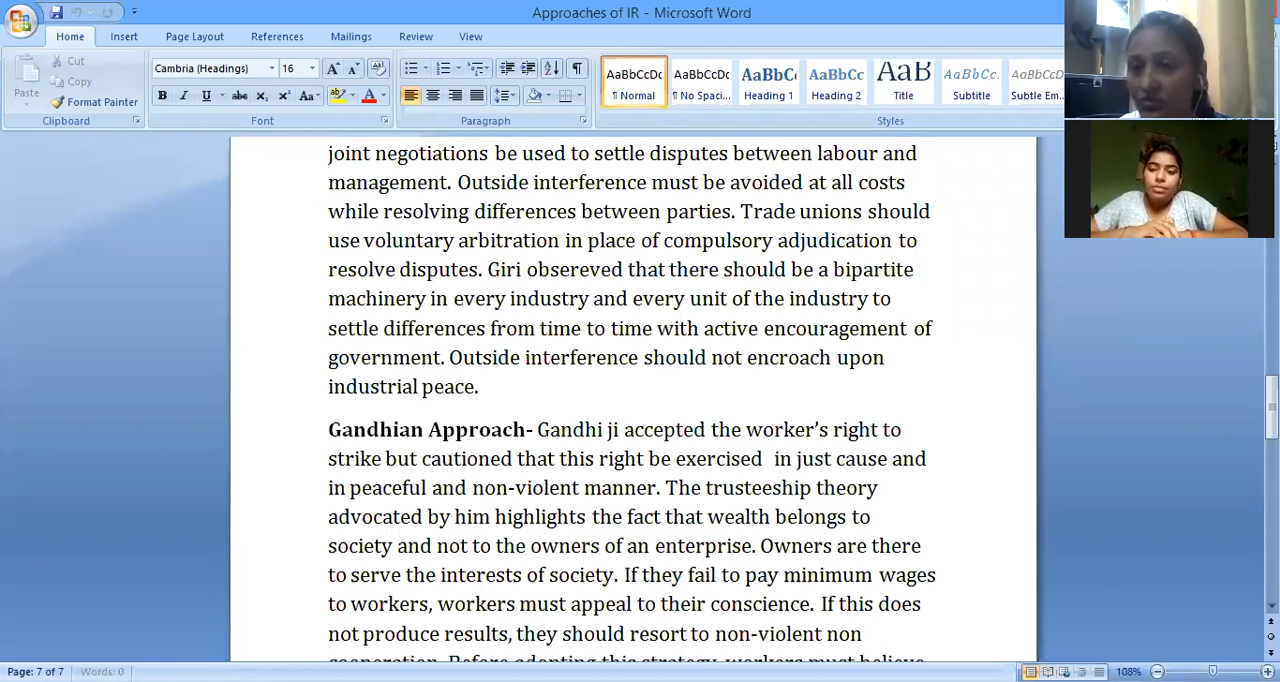 Approaches of IR - Microsoft Word
Home Insert Page Layout References Mailings Review View
Paste
Cut
Copy
Format Painter
Clipboard
Cambria (Headings) 16
Font
Paragraph
AaBbCcDc AaBbCcDc AaBbCc AaBbCc AaB AaBbCc. AaBbCcDc
¶ Normal ¶ No Spaci... Heading 1 Heading 2 Title Subtitle Subtle Em...
Styles
joint negotiations be used to settle disputes between labour and
management. Outside interference must be avoided at all costs
while resolving differences between parties. Trade unions should
use voluntary arbitration in place of compulsory adjudication to
resolve disputes. Giri obsereved that there should be a bipartite
machinery in every industry and every unit of the industry to
settle differences from time to time with active encouragement of
government. Outside interference should not encroach upon
industrial peace.
Gandhian Approach- Gandhi ji accepted the worker’s right to
strike but cautioned that this right be exercised  in just cause and
in peaceful and non-violent manner. The trusteeship theory
advocated by him highlights the fact that wealth belongs to
society and not to the owners of an enterprise. Owners are there
to serve the interests of society. If they fail to pay minimum wages
to workers, workers must appeal to their conscience. If this does
not produce results, they should resort to non-violent non
cooperation. Before adopting this strategy, workers must believe
Page: 7 of 7 Words: 0 108%